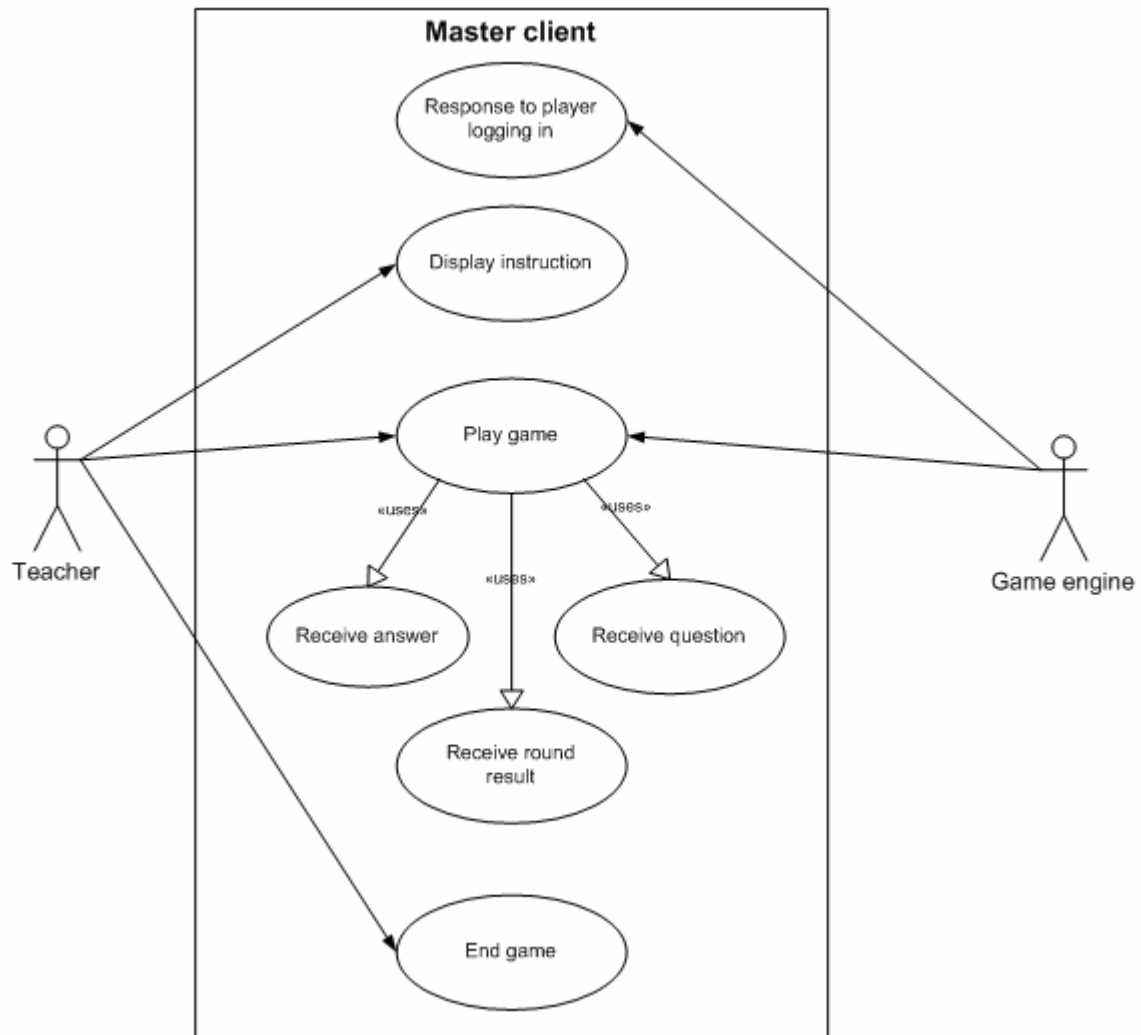 Master client
Response to player
logging in
Display instruction
Play game
«uses»
«uses»
«uses»
Teacher
Game engine
Receive answer
Receive question
Receive round
result
End game